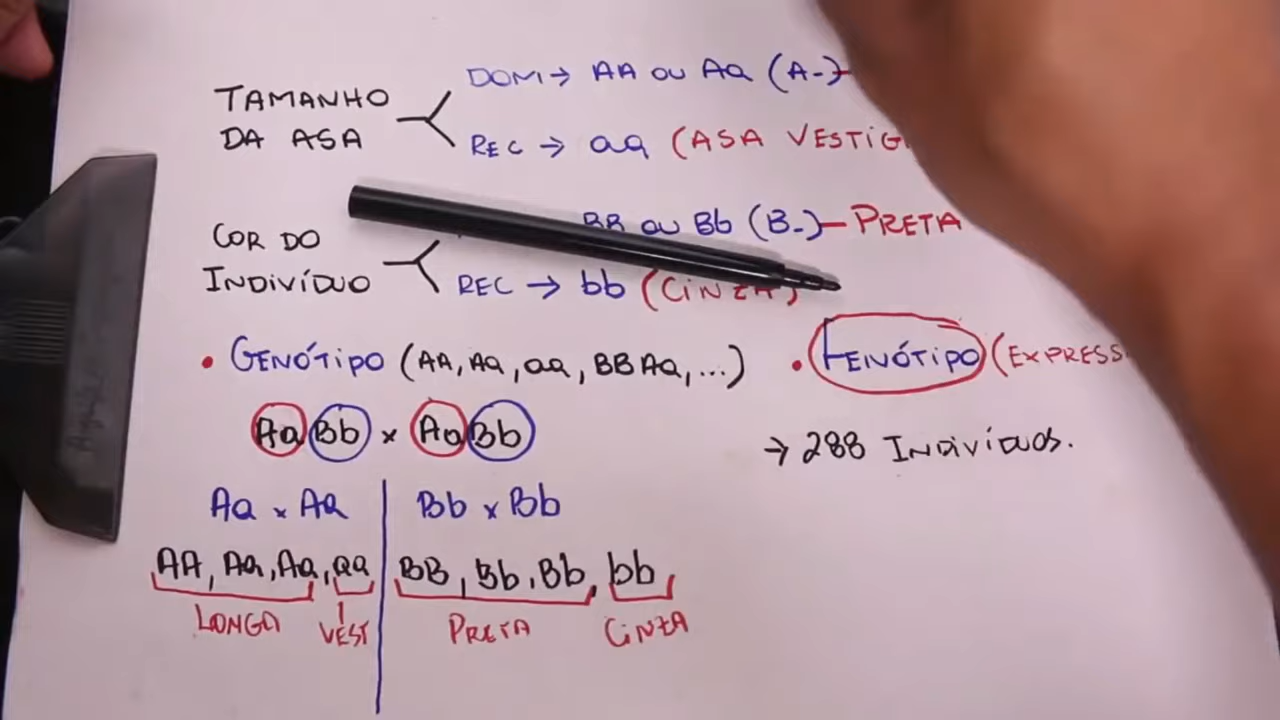 TAMANHO
DA ASA
DOM → AA OU Aa (A-)-
REC → aa (ASA
COR DO
INDIVÍDUO
BB OU Bb (B-)-PRETA
REC → bb (CINZA)
• GENÓTIPO (AA, Aa, aa, BBAa, ...)
• FENÓTIPO (
AaBb × AaBb
→ 288 INDIVÍDUOS.
Aa × Aa
Bb × Bb
AA, Aa, Aa, aa
BB, Bb, Bb, bb
LONGA
VEST
PRETA
CINZA